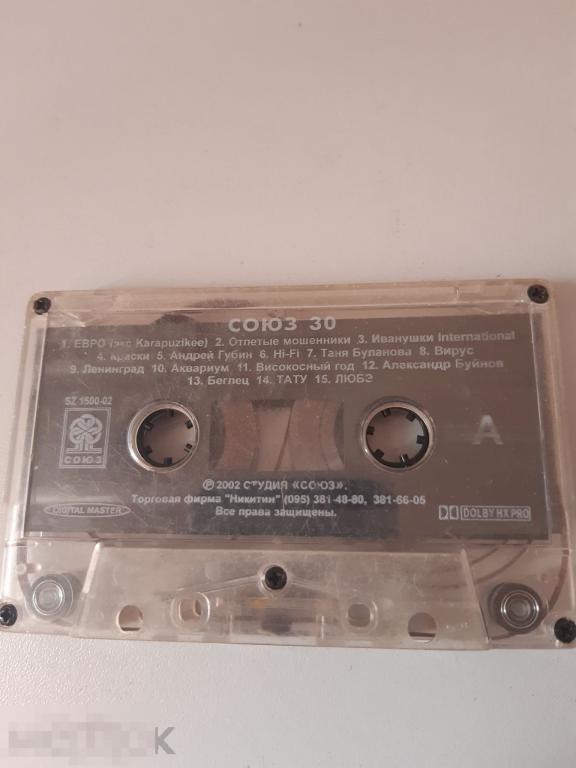 СОЮЗ 30
1. ЕВРО (экс Karapuzikee) 2. Отпетые мошенники 3. Иванушки International
4. Краски 5. Андрей Губин 6. Hi-Fi 7. Таня Буланова 8. Вирус
9. Ленинград 10. Аквариум 11. Високосный год 12. Александр Буйнов
13. Беглец 14. ТАТУ 15. ЛЮБЭ
SZ 1500-02
СОЮЗ
A
℗ 2002 СТУДИЯ «СОЮЗ».
Торговая фирма "Никитин" (095) 381-48-80, 381-66-05
Все права защищены.
DIGITAL MASTER
DOLBY HX PRO